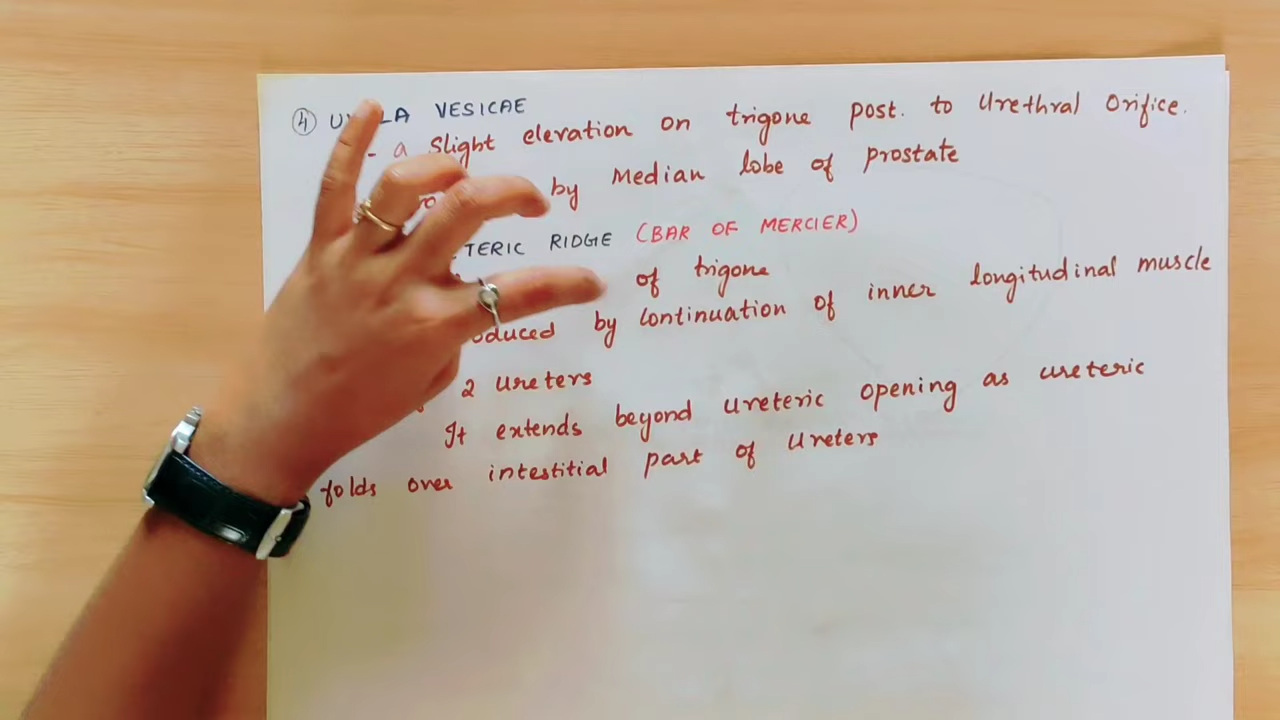 ④ VESICAE
- a slight elevation on trigone post. to Urethral Orifice.
by Median lobe of prostate
TERIC RIDGE (BAR OF MERCIER)
of trigone
oduced by continuation of inner longitudinal muscle
2 ureters
It extends beyond ureteric opening as ureteric
folds over intestitial part of Ureters